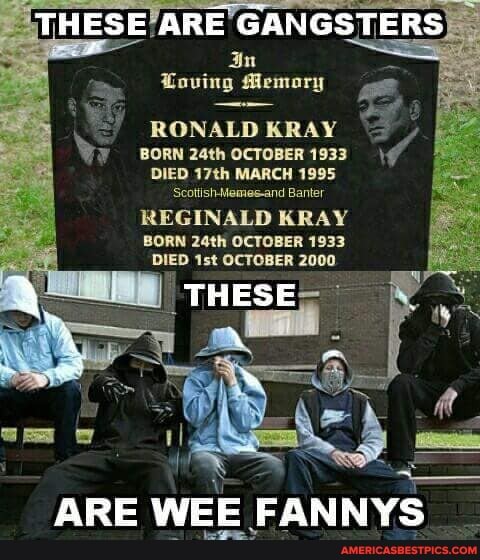 THESE ARE GANGSTERS
In
Loving Memory
RONALD KRAY
BORN 24th OCTOBER 1933
DIED 17th MARCH 1995
Scottish Memes and Banter
REGINALD KRAY
BORN 24th OCTOBER 1933
DIED 1st OCTOBER 2000
THESE
ARE WEE FANNYS
AMERICASBESTPICS.COM